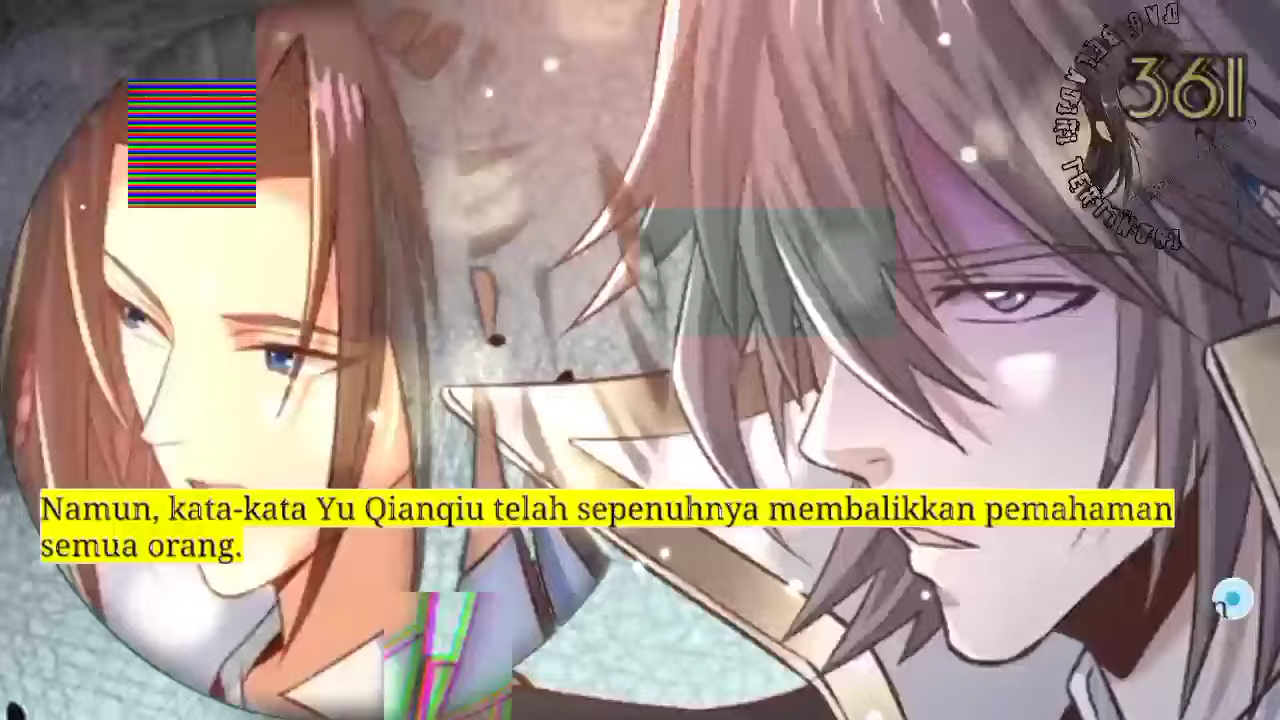 361
Namun, kata-kata Yu Qianqiu telah sepenuhnya membalikkan pemahaman
semua orang.